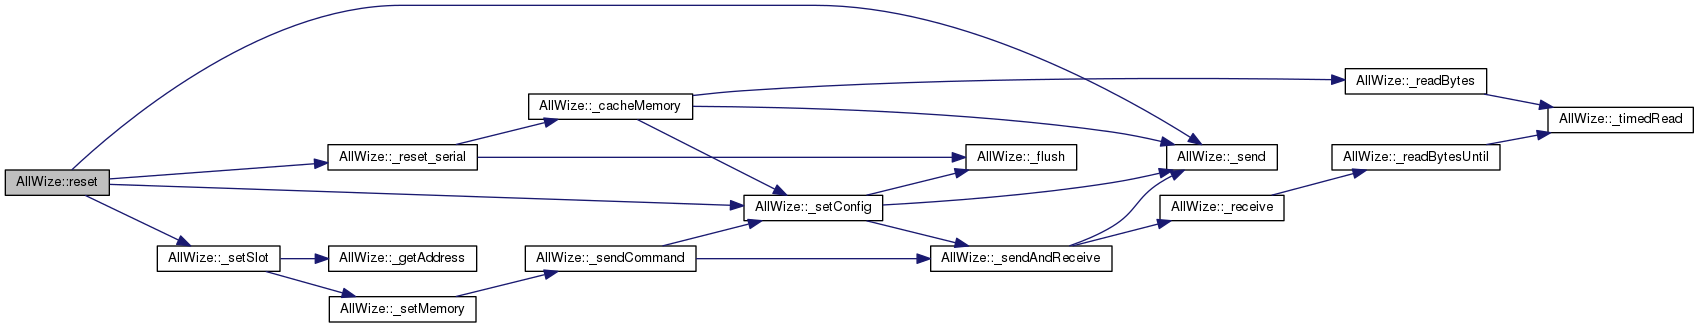 AllWize::reset
AllWize::_reset_serial
AllWize::_setSlot
AllWize::_getAddress
AllWize::_setMemory
AllWize::_cacheMemory
AllWize::_sendCommand
AllWize::_setConfig
AllWize::_flush
AllWize::_sendAndReceive
AllWize::_send
AllWize::_receive
AllWize::_readBytes
AllWize::_readBytesUntil
AllWize::_timedRead